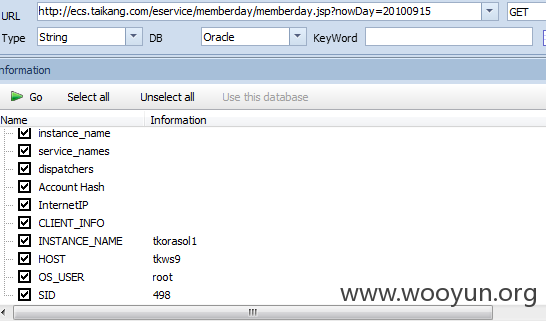 URL http://ecs.taikang.com/eservice/memberday/memberday.jsp?nowDay=20100915 GET
Type String DB Oracle KeyWord
nformation
Go Select all Unselect all Use this database
Name Information
instance_name
service_names
dispatchers
Account Hash
InternetIP
CLIENT_INFO
INSTANCE_NAME tkorasol1
HOST tkws9
OS_USER root
SID 498
www.wooyun.org